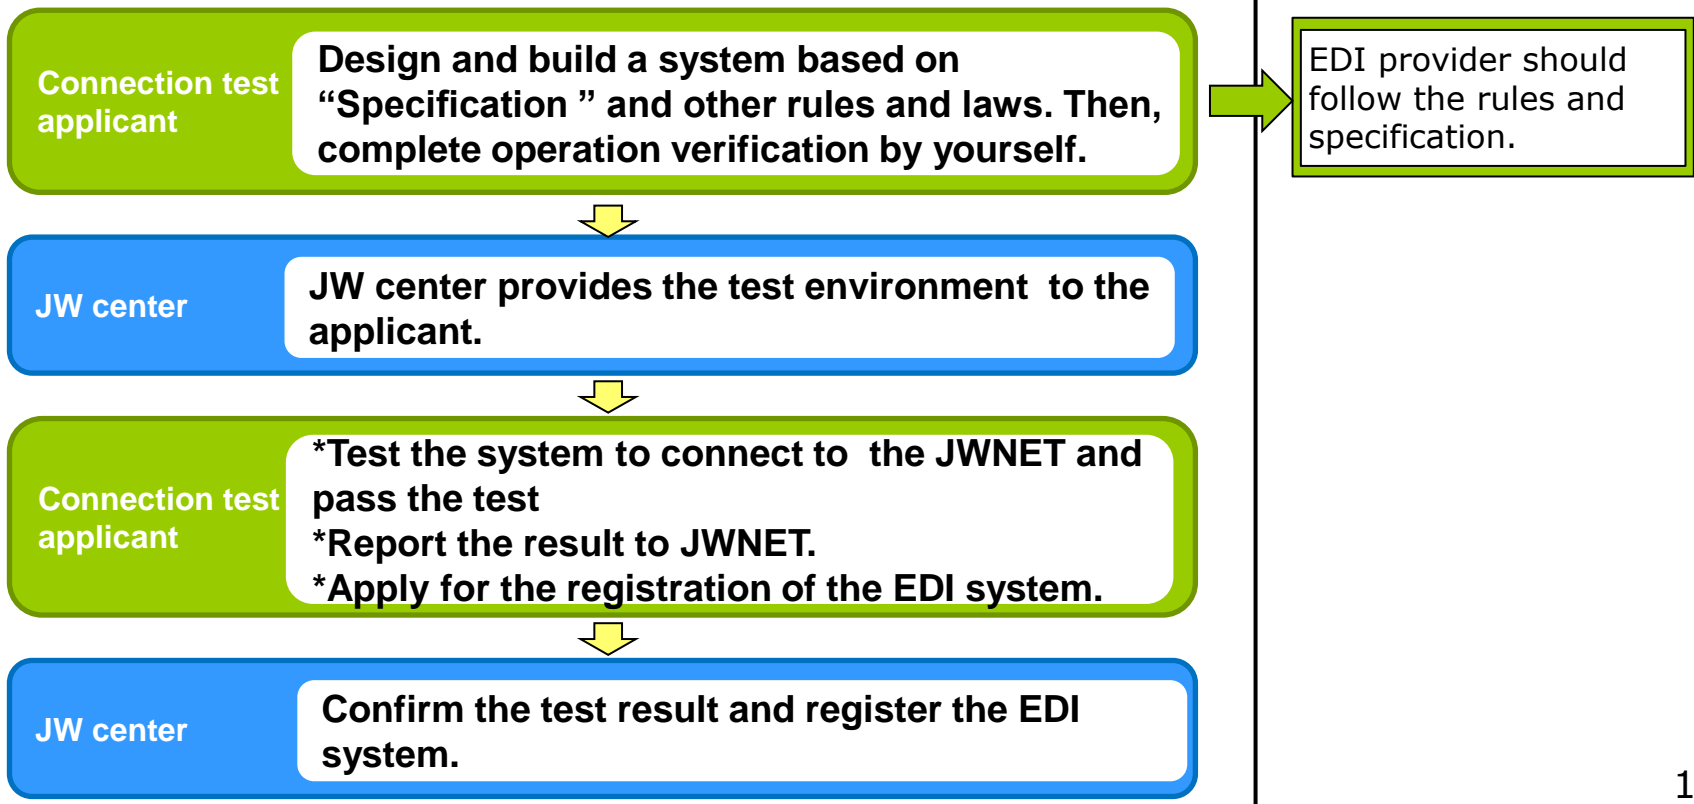 Connection test
applicant
Design and build a system based on
“Specification ” and other rules and laws. Then,
complete operation verification by yourself.
EDI provider should
follow the rules and
specification.
JW center
JW center provides the test environment  to the
applicant.
Connection test
applicant
*Test the system to connect to  the JWNET and
pass the test
*Report the result to JWNET.
*Apply for the registration of the EDI system.
JW center
Confirm the test result and register the EDI
system.
1